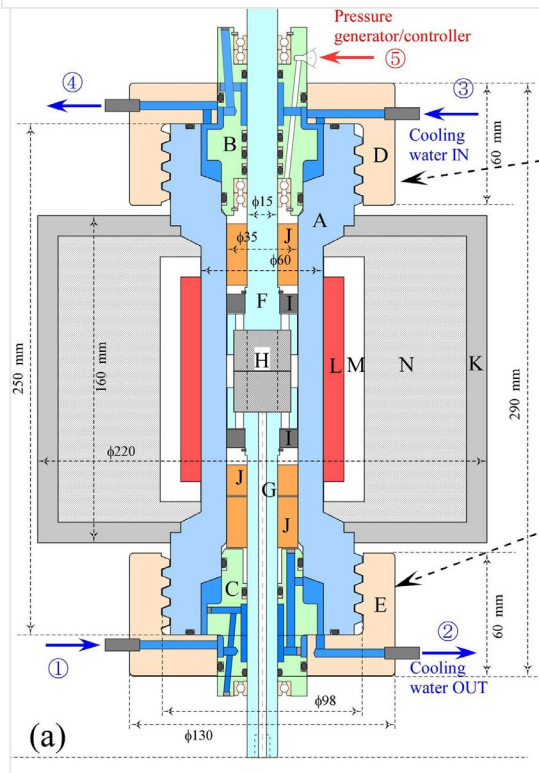 Pressure
generator/controller
⑤
④
③
Cooling
water IN
B
D
60 mm
A
ϕ15
ϕ35
J
ϕ60
F
I
H
L
M
N
K
250 mm
160 mm
290 mm
I
ϕ220
J
G
J
C
E
60 mm
①
②
Cooling
water OUT
ϕ98
(a)
ϕ130